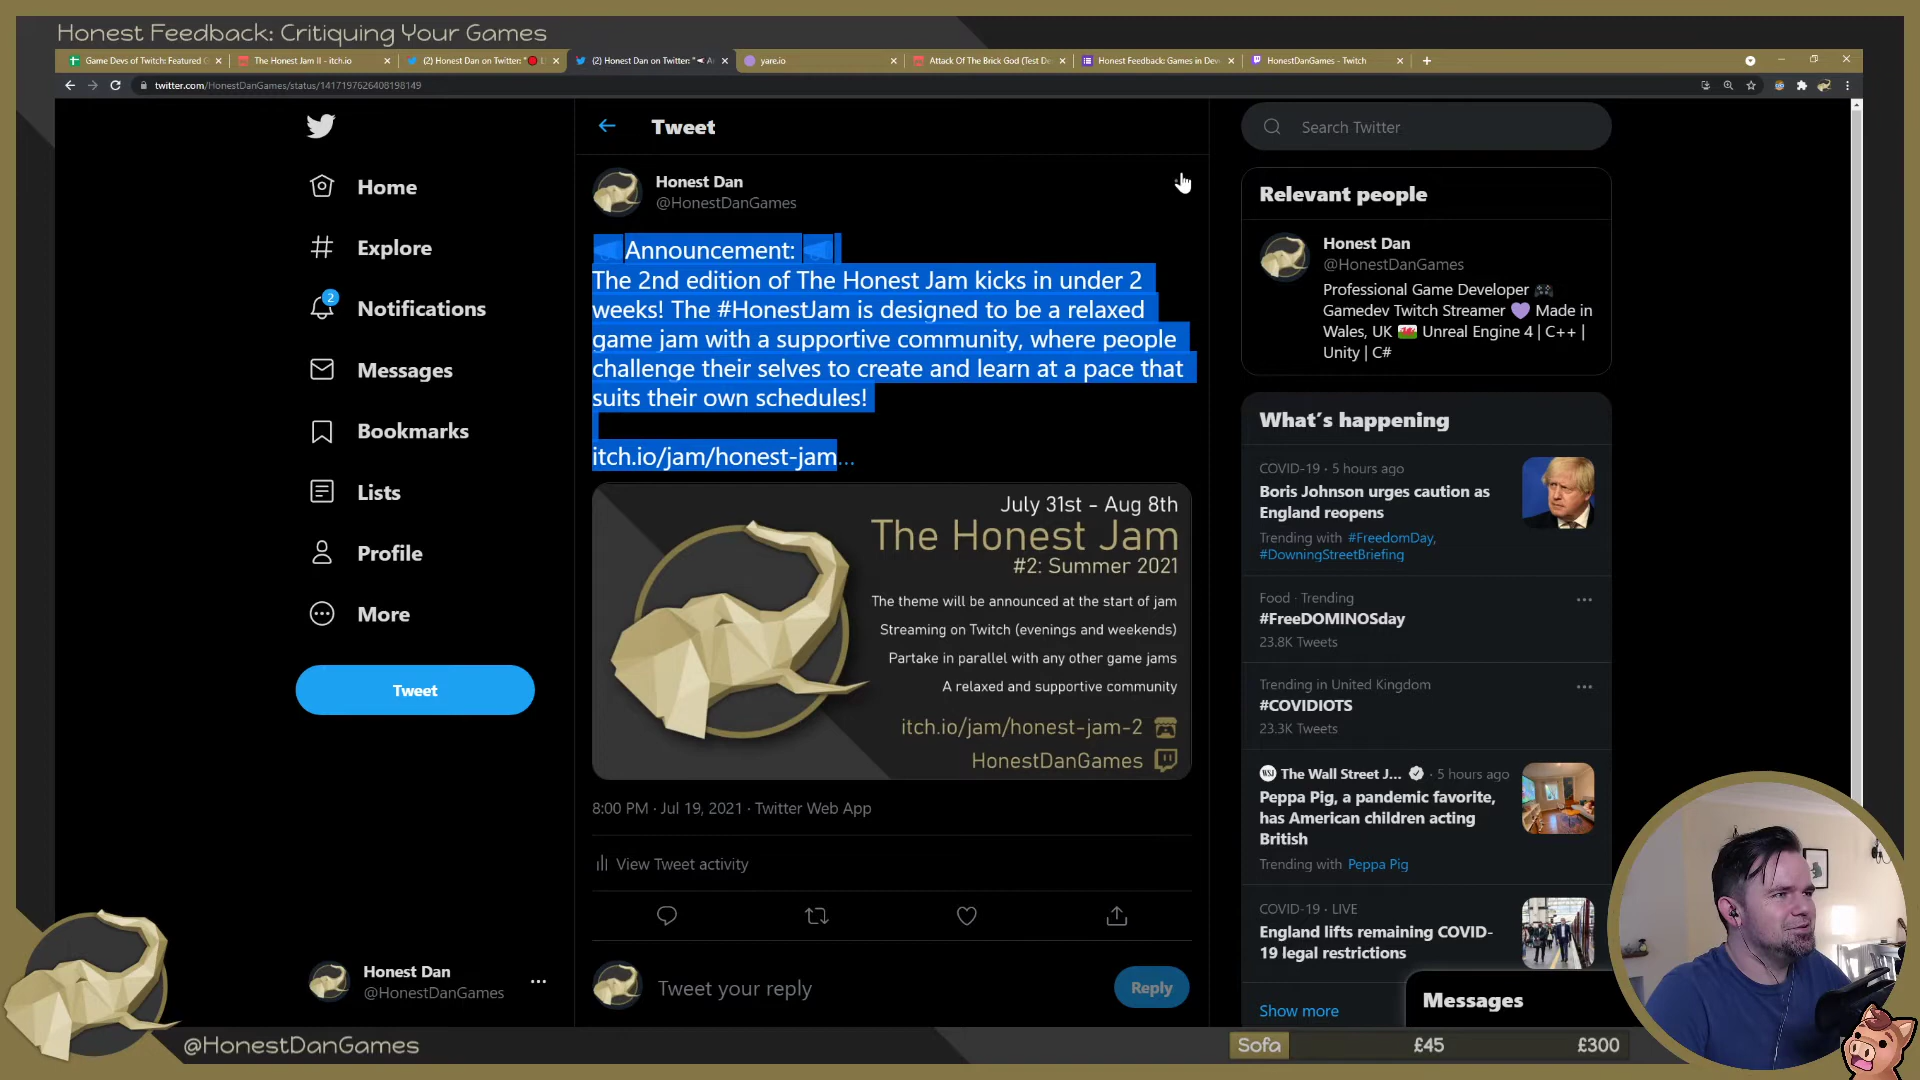 Honest Feedback: Critiquing Your Games
Game Devs of Twitch: Featured
The Honest Jam II - itch.io
(2) Honest Dan on Twitter: "🔴
(2) Honest Dan on Twitter: "📢 A
yare.io
Attack Of The Brick God (Test De
Honest Feedback: Games in Dev
HonestDanGames - Twitch
twitter.com/HonestDanGames/status/1417197626408198149
Tweet
Search Twitter
Home
Explore
2
Notifications
Messages
Bookmarks
Lists
Profile
More
Tweet
Honest Dan
@HonestDanGames
Honest Dan
@HonestDanGames
Announcement:
The 2nd edition of The Honest Jam kicks in under 2
weeks! The #HonestJam is designed to be a relaxed
game jam with a supportive community, where people
challenge their selves to create and learn at a pace that
suits their own schedules!
itch.io/jam/honest-jam...
July 31st - Aug 8th
The Honest Jam
#2: Summer 2021
The theme will be announced at the start of jam
Streaming on Twitch (evenings and weekends)
Partake in parallel with any other game jams
A relaxed and supportive community
itch.io/jam/honest-jam-2
HonestDanGames
8:00 PM · Jul 19, 2021 · Twitter Web App
View Tweet activity
Tweet your reply
Reply
Relevant people
Honest Dan
@HonestDanGames
Professional Game Developer 🎮
Gamedev Twitch Streamer 💜 Made in
Wales, UK 🏴󠁧󠁢󠁷󠁬󠁳󠁿 Unreal Engine 4 | C++ |
Unity | C#
What's happening
COVID-19 · 5 hours ago
Boris Johnson urges caution as
England reopens
Trending with #FreedomDay,
#DowningStreetBriefing
Food · Trending
#FreeDOMINOSday
23.8K Tweets
Trending in United Kingdom
#COVIDIOTS
23.3K Tweets
WSJ The Wall Street J... · 5 hours ago
Peppa Pig, a pandemic favorite,
has American children acting
British
Trending with Peppa Pig
COVID-19 · LIVE
England lifts remaining COVID-
19 legal restrictions
Show more
Messages
@HonestDanGames
Sofa £45 £300